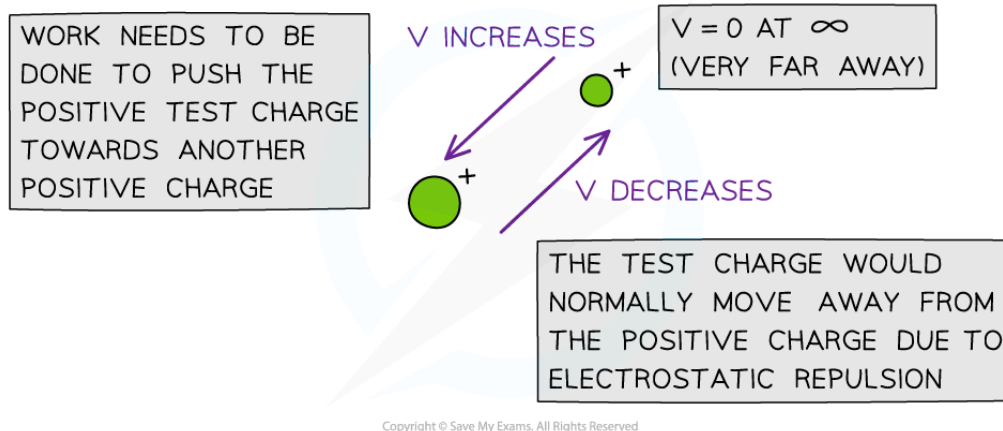 WORK NEEDS TO BE
DONE TO PUSH THE
POSITIVE TEST CHARGE
TOWARDS ANOTHER
POSITIVE CHARGE
V INCREASES
V = 0 AT ∞
(VERY FAR AWAY)
+
+
V DECREASES
THE TEST CHARGE WOULD
NORMALLY MOVE AWAY FROM
THE POSITIVE CHARGE DUE TO
ELECTROSTATIC REPULSION
Copyright © Save My Exams. All Rights Reserved